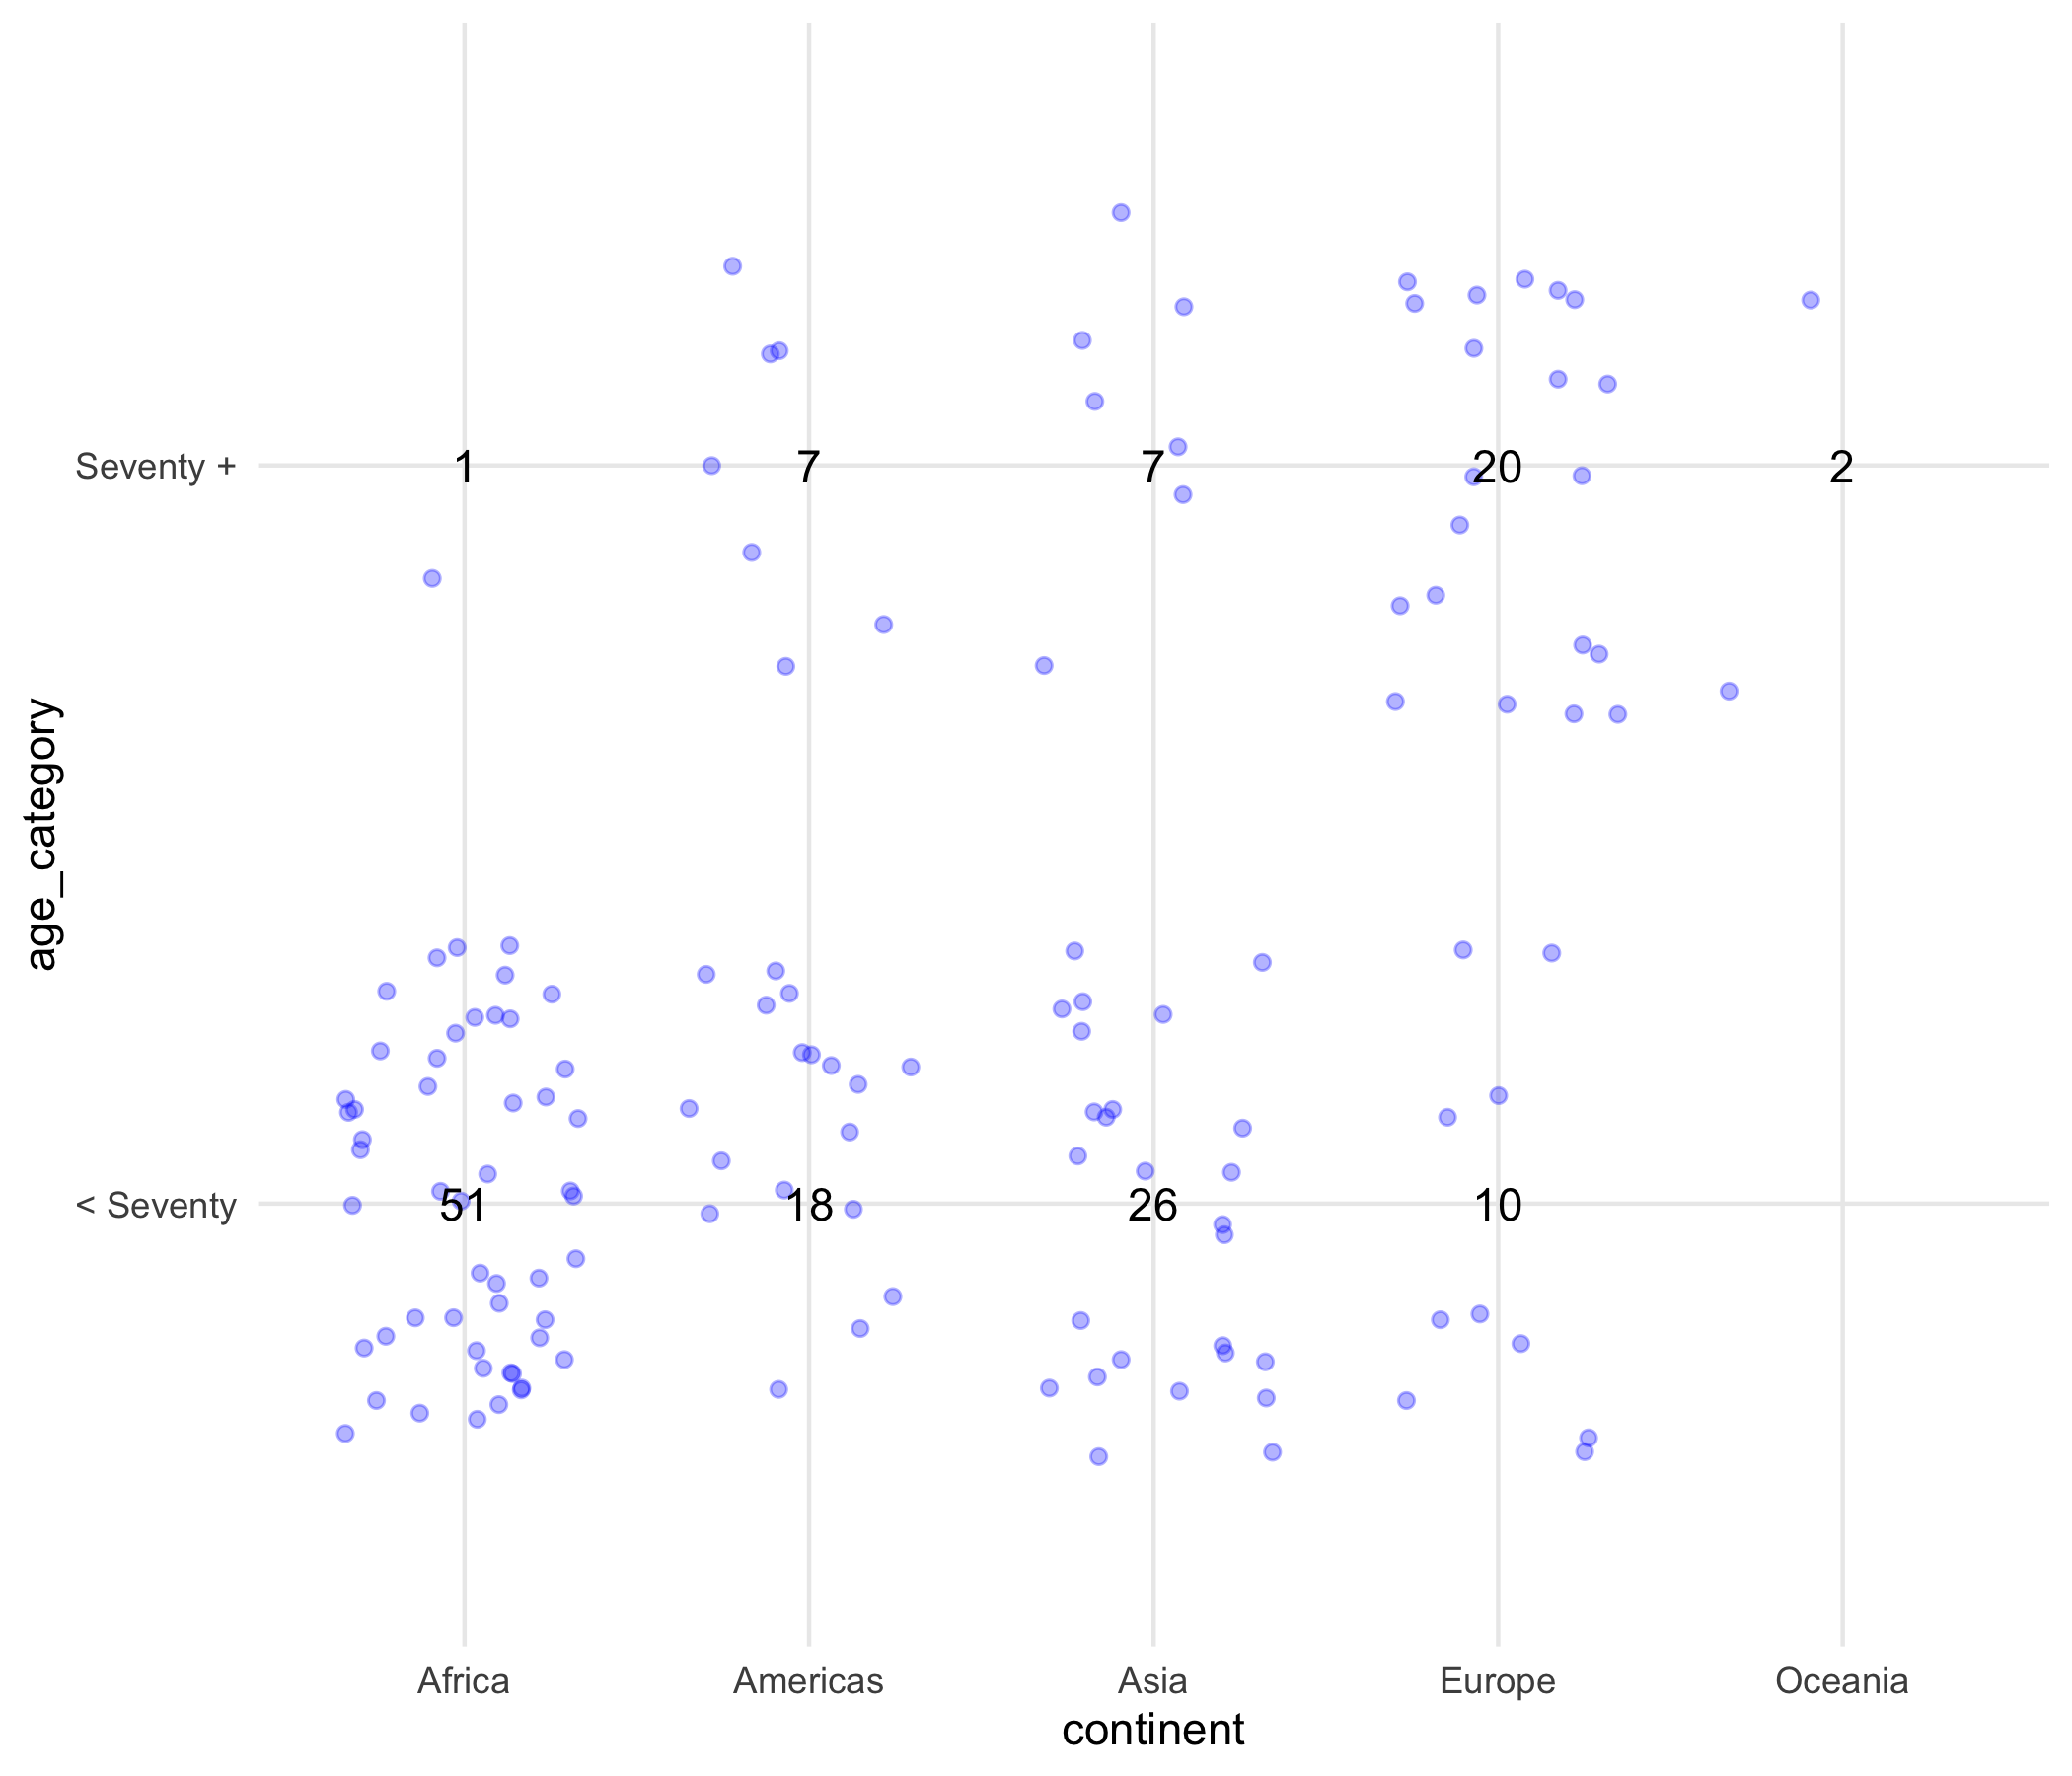 Seventy +
1 7 7 20 2
age_category
< Seventy
51 18 26 10
Africa Americas Asia Europe Oceania
continent